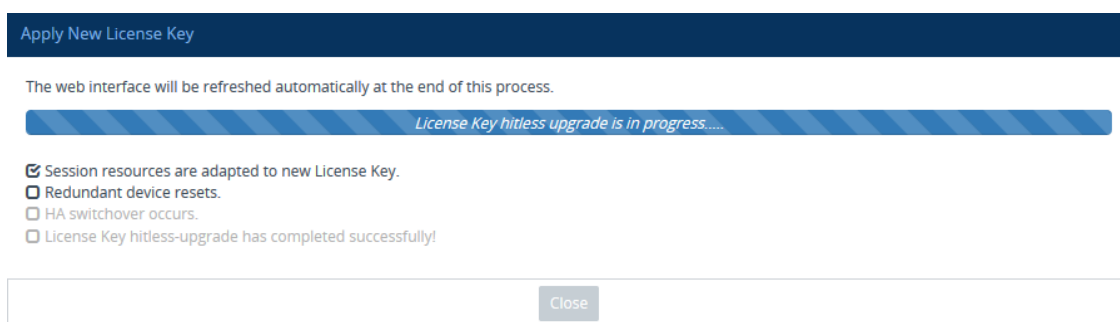 Apply New License Key
The web interface will be refreshed automatically at the end of this process.
License Key hitless upgrade is in progress.....
Session resources are adapted to new License Key.
Redundant device resets.
HA switchover occurs.
License Key hitless-upgrade has completed successfully!
Close